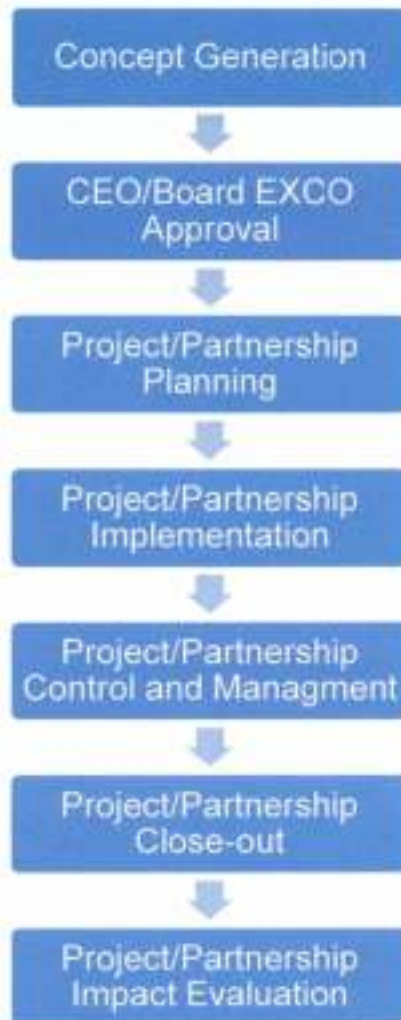 Concept Generation
CEO/Board EXCO
Approval
Project/Partnership
Planning
Project/Partnership
Implementation
Project/Partnership
Control and Managment
Project/Partnership
Close-out
Project/Partnership
Impact Evaluation